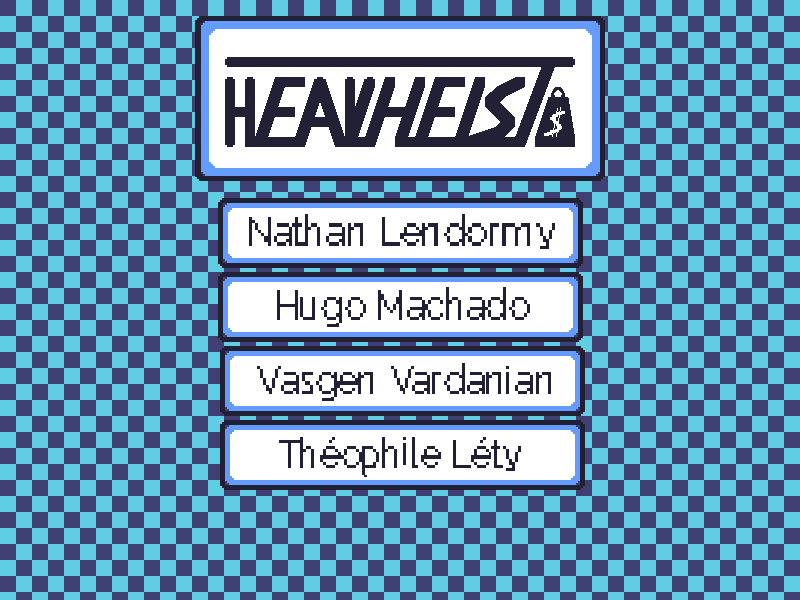 HEAVHEIST
$
Nathan Lendormy
Hugo Machado
Vasgen Vardanian
Théophile Léty